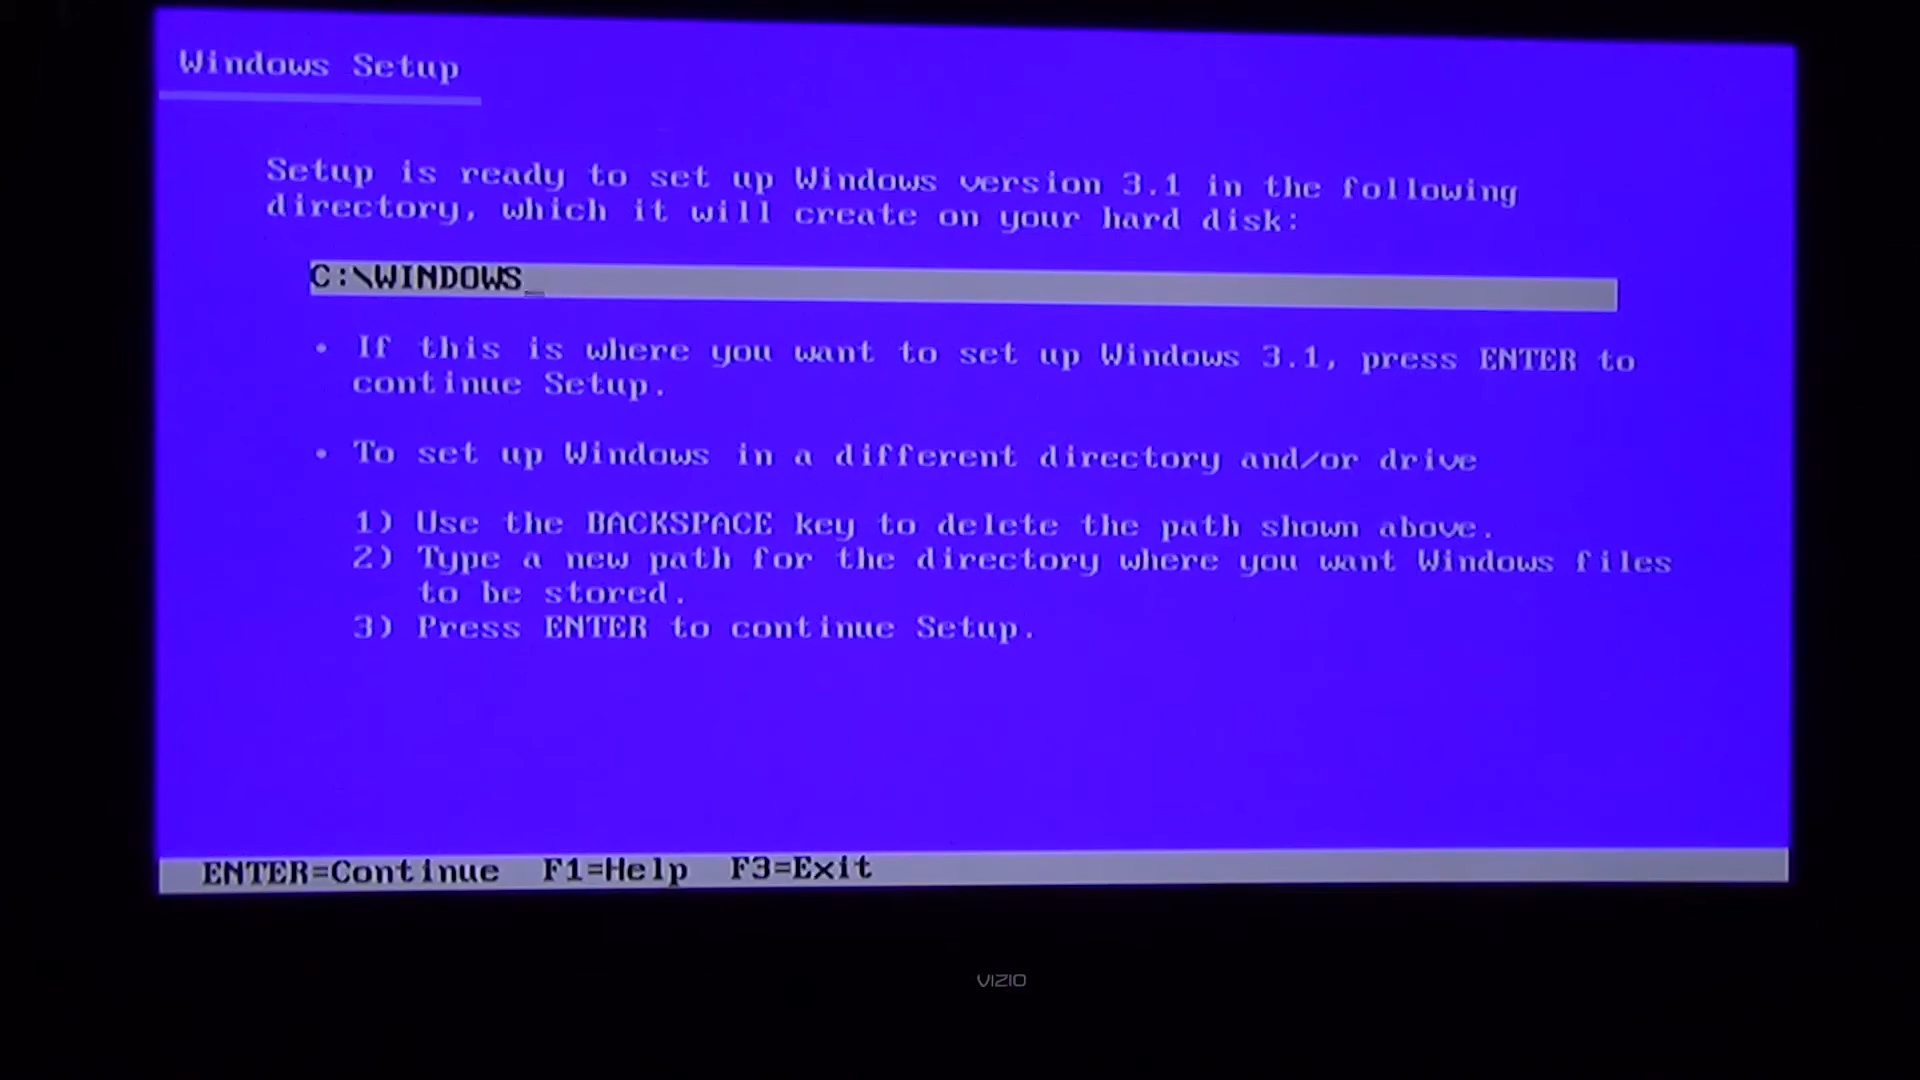 Windows Setup
Setup is ready to set up Windows version 3.1 in the following
directory, which it will create on your hard disk:
C:\WINDOWS_
• If this is where you want to set up Windows 3.1, press ENTER to
continue Setup.
• To set up Windows in a different directory and/or drive
1) Use the BACKSPACE key to delete the path shown above.
2) Type a new path for the directory where you want Windows files
to be stored.
3) Press ENTER to continue Setup.
ENTER=Continue F1=Help F3=Exit
VIZIO